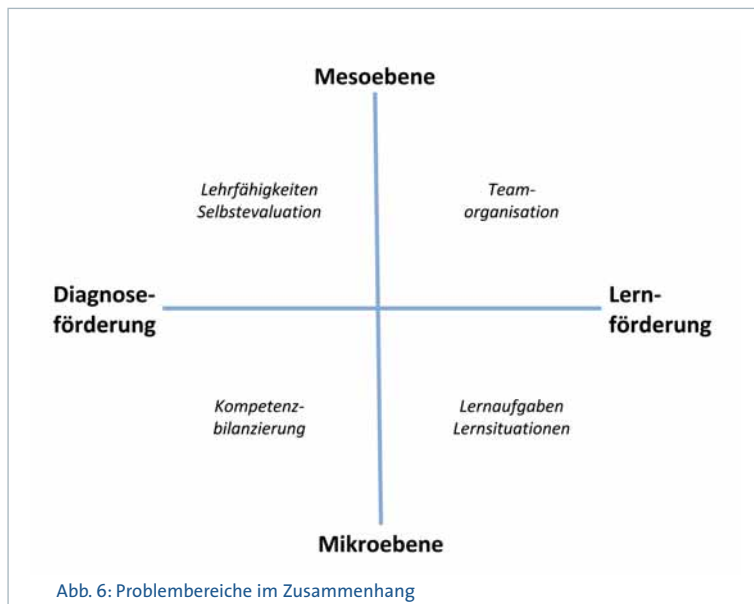 Mesoebene
Lehrfähigkeiten
Selbstevaluation
Team-
organisation
Diagnose-
förderung
Lern-
förderung
Kompetenz-
bilanzierung
Lernaufgaben
Lernsituationen
Mikroebene
Abb. 6: Problembereiche im Zusammenhang